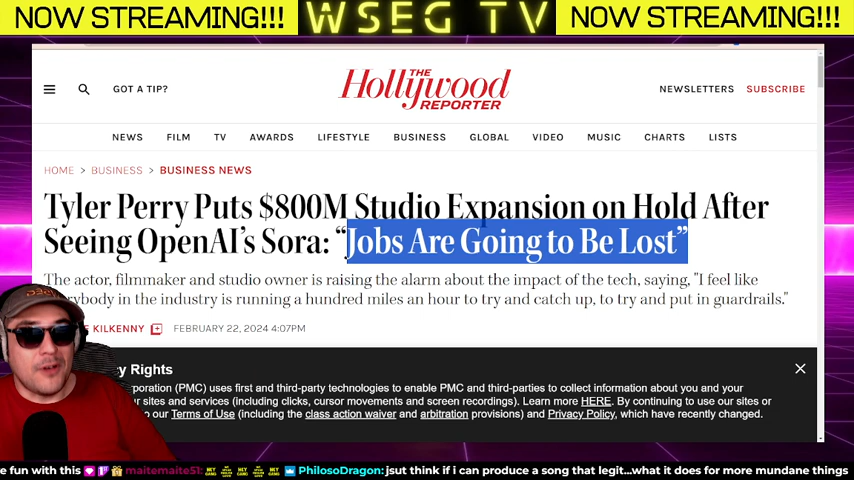 NOW STREAMING!!! WSEG TV NOW STREAMING!!!
GOT A TIP?
THE
Hollywood
REPORTER
NEWSLETTERS SUBSCRIBE
NEWS FILM TV AWARDS LIFESTYLE BUSINESS GLOBAL VIDEO MUSIC CHARTS LISTS
HOME > BUSINESS > BUSINESS NEWS
Tyler Perry Puts $800M Studio Expansion on Hold After
Seeing OpenAI's Sora: “Jobs Are Going to Be Lost”
The actor, filmmaker and studio owner is raising the alarm about the impact of the tech, saying, "I feel like
everybody in the industry is running a hundred miles an hour to try and catch up, to try and put in guardrails."
KILKENNY FEBRUARY 22, 2024 4:07PM
Rights
(PMC) uses first and third-party technologies to enable PMC and third-parties to collect information about you and your
sites and services (including clicks, cursor movements and screen recordings). Learn more HERE. By continuing to use our sites or
to our Terms of Use (including the class action waiver and arbitration provisions) and Privacy Policy, which have recently changed.
fun with this maitemaite51: HEY GANG PhilosoDragon: jsut think if i can produce a song that legit...what it does for more mundane things